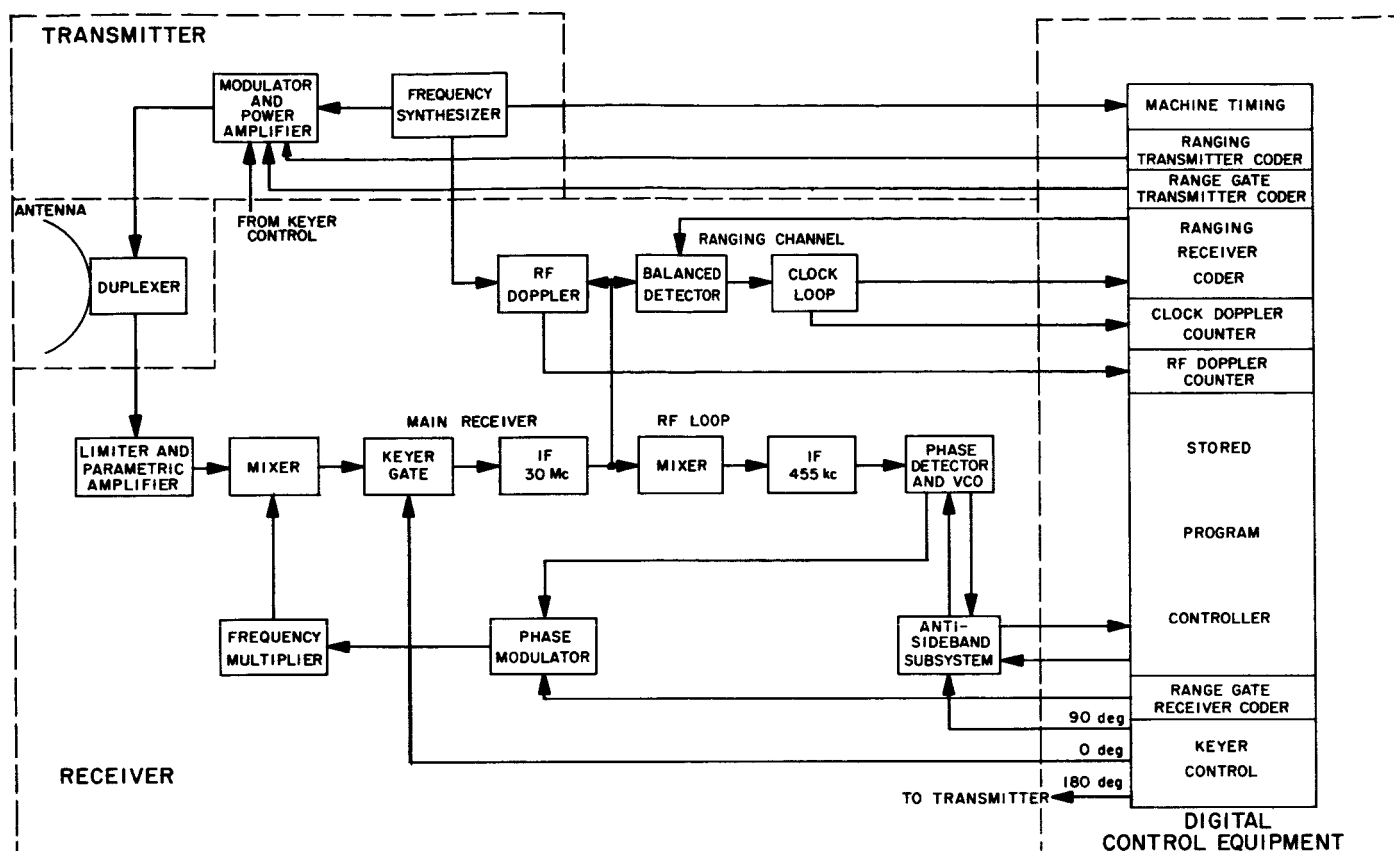 TRANSMITTER
MODULATOR
AND
POWER
AMPLIFIER
FREQUENCY
SYNTHESIZER
MACHINE TIMING
RANGING
TRANSMITTER CODER
RANGE GATE
TRANSMITTER CODER
ANTENNA
FROM KEYER
CONTROL
DUPLEXER
RANGING CHANNEL
RF
DOPPLER
BALANCED
DETECTOR
CLOCK
LOOP
RANGING
RECEIVER
CODER
CLOCK DOPPLER
COUNTER
RF DOPPLER
COUNTER
MAIN RECEIVER
RF LOOP
LIMITER AND
PARAMETRIC
AMPLIFIER
MIXER
KEYER
GATE
IF
30 Mc
MIXER
IF
455 kc
PHASE
DETECTOR
AND VCO
STORED
PROGRAM
CONTROLLER
FREQUENCY
MULTIPLIER
PHASE
MODULATOR
ANTI-
SIDEBAND
SUBSYSTEM
RANGE GATE
RECEIVER CODER
90 deg
0 deg
180 deg
KEYER
CONTROL
RECEIVER
TO TRANSMITTER
DIGITAL
CONTROL EQUIPMENT